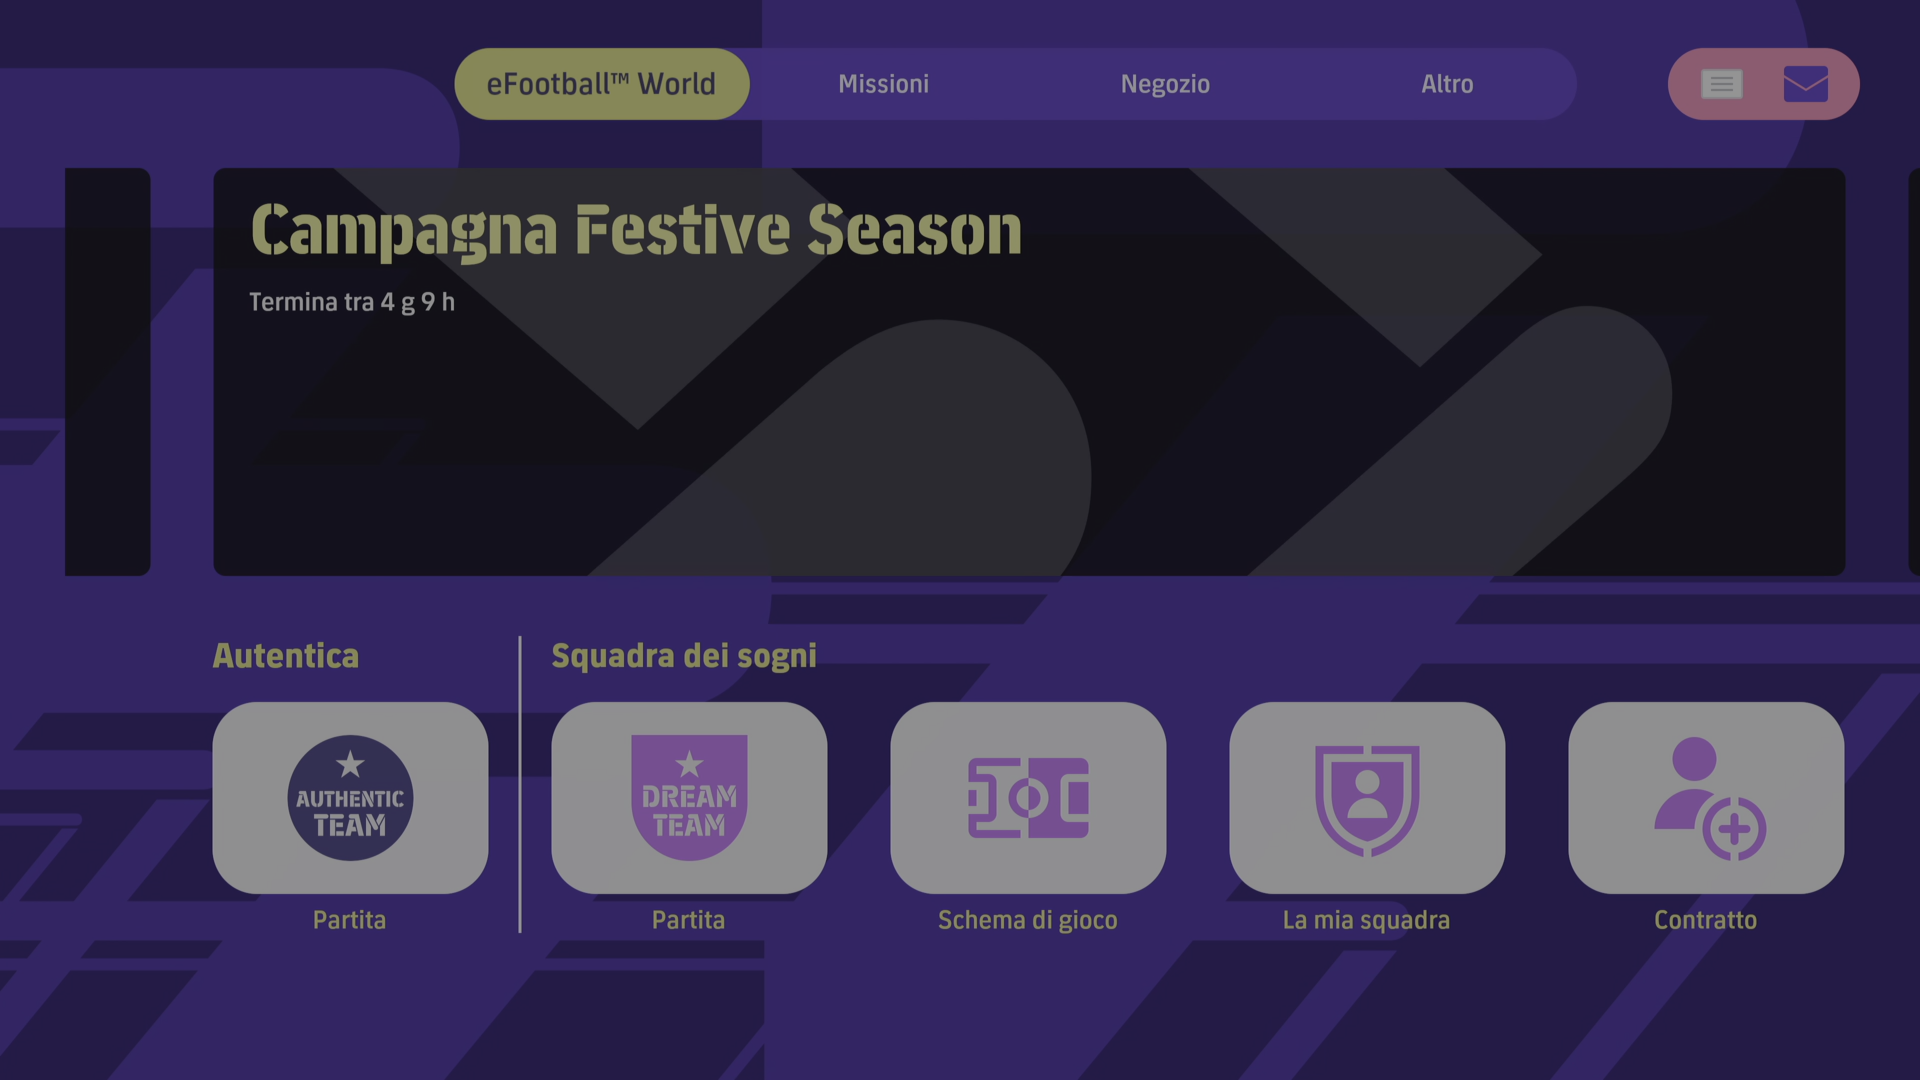 eFootball™ World
Missioni
Negozio
Altro
Campagna Festive Season
Termina tra 4 g 9 h
Autentica
Squadra dei sogni
AUTHENTIC
TEAM
DREAM
TEAM
Partita
Partita
Schema di gioco
La mia squadra
Contratto